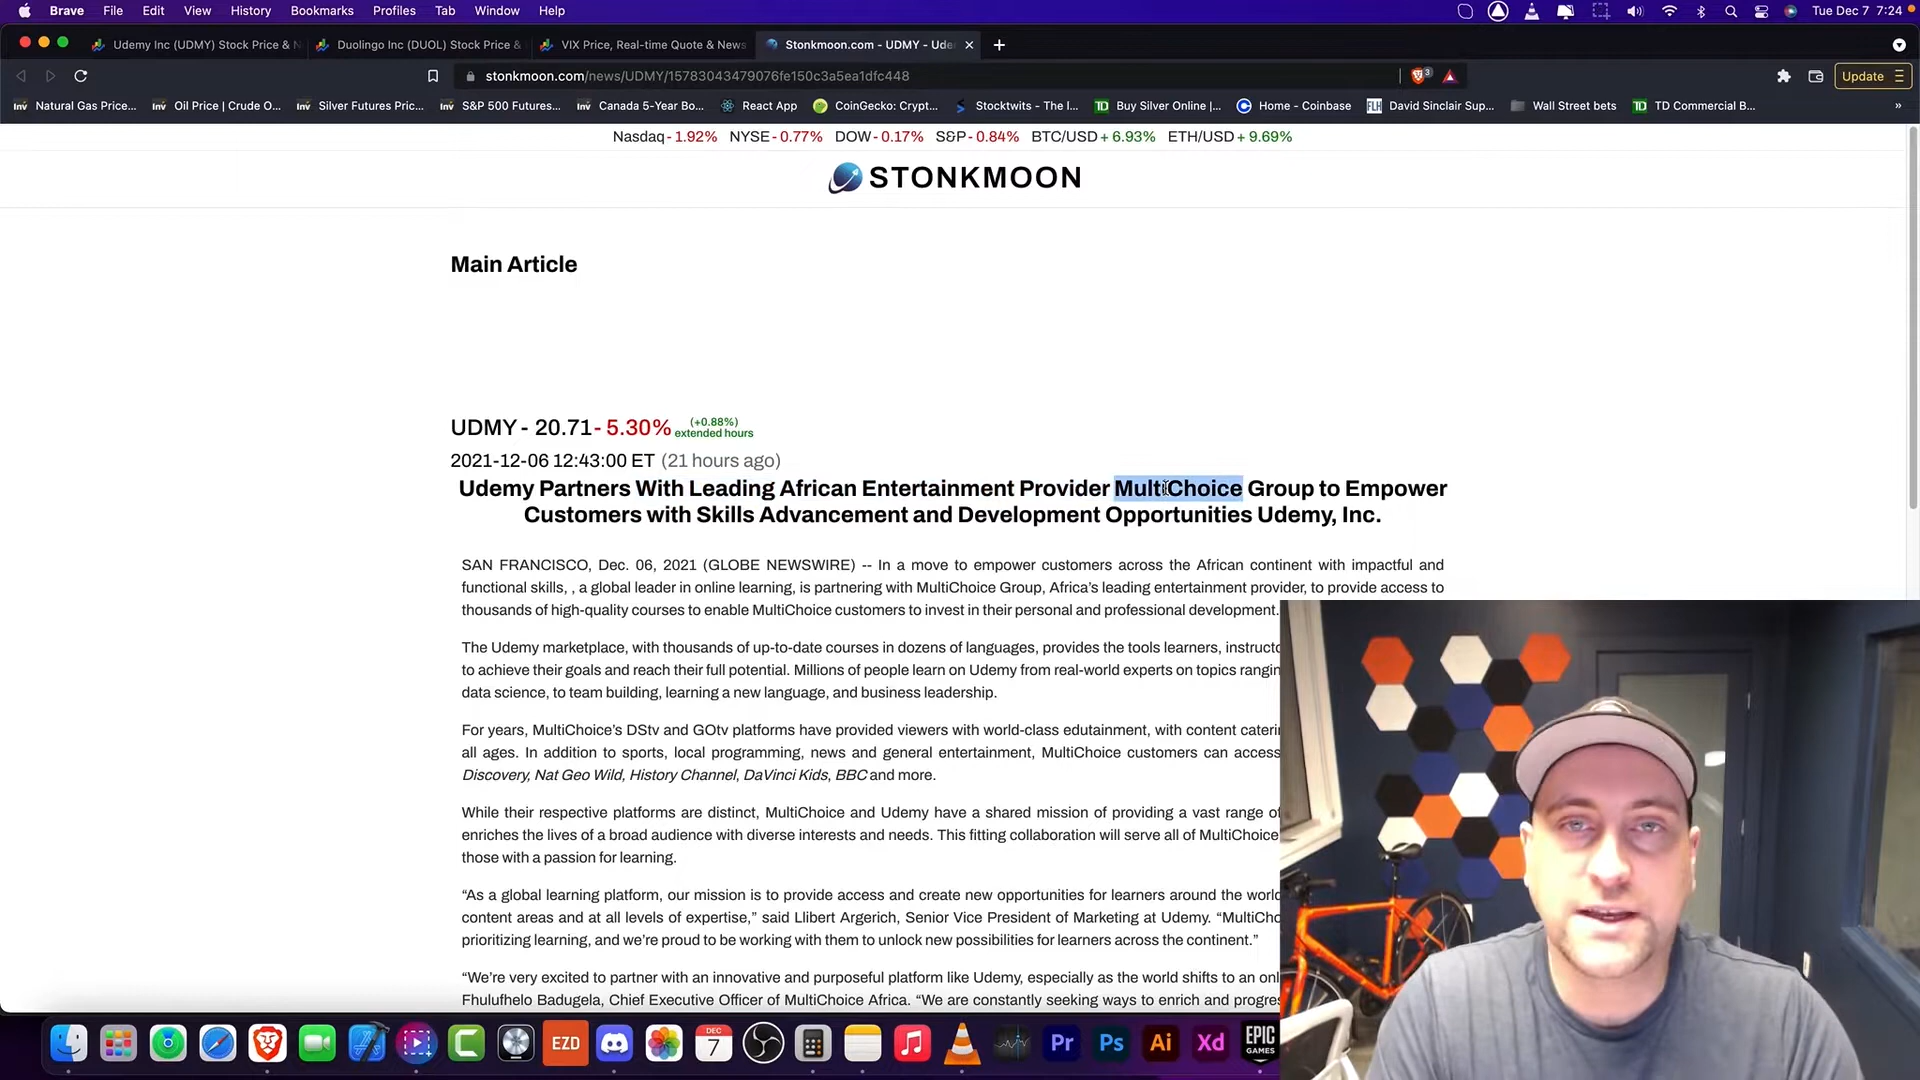 Brave File Edit View History Bookmarks Profiles Tab Window Help Tue Dec 7 7:24
Udemy Inc (UDMY) Stock Price & N Duolingo Inc (DUOL) Stock Price & VIX Price, Real-time Quote & News Stonkmoon.com - UDMY - Ude
stonkmoon.com/news/UDMY/15783043479076fe150c3a5ea1dfc448 3 Update
Inv Natural Gas Price... Inv Oil Price | Crude O... Inv Silver Futures Pric... Inv S&P 500 Futures... Inv Canada 5-Year Bo... React App CoinGecko: Crypt... Stocktwits - The l... TD Buy Silver Online |... Home - Coinbase FLH David Sinclair Sup... Wall Street bets TD TD Commercial B... »
Nasdaq - 1.92% NYSE - 0.77% DOW - 0.17% S&P - 0.84% BTC/USD + 6.93% ETH/USD + 9.69%
STONKMOON
Main Article
UDMY - 20.71 - 5.30% (+0.88%) extended hours
2021-12-06 12:43:00 ET (21 hours ago)
Udemy Partners With Leading African Entertainment Provider MultiChoice Group to Empower
Customers with Skills Advancement and Development Opportunities Udemy, Inc.
SAN FRANCISCO, Dec. 06, 2021 (GLOBE NEWSWIRE) -- In a move to empower customers across the African continent with impactful and
functional skills, , a global leader in online learning, is partnering with MultiChoice Group, Africa's leading entertainment provider, to provide access to
thousands of high-quality courses to enable MultiChoice customers to invest in their personal and professional development.
The Udemy marketplace, with thousands of up-to-date courses in dozens of languages, provides the tools learners, instructo
to achieve their goals and reach their full potential. Millions of people learn on Udemy from real-world experts on topics rangin
data science, to team building, learning a new language, and business leadership.
For years, MultiChoice's DStv and GOtv platforms have provided viewers with world-class edutainment, with content caterin
all ages. In addition to sports, local programming, news and general entertainment, MultiChoice customers can access
Discovery, Nat Geo Wild, History Channel, DaVinci Kids, BBC and more.
While their respective platforms are distinct, MultiChoice and Udemy have a shared mission of providing a vast range of
enriches the lives of a broad audience with diverse interests and needs. This fitting collaboration will serve all of MultiChoice
those with a passion for learning.
“As a global learning platform, our mission is to provide access and create new opportunities for learners around the world
content areas and at all levels of expertise,” said Llibert Argerich, Senior Vice President of Marketing at Udemy. “MultiCho
prioritizing learning, and we're proud to be working with them to unlock new possibilities for learners across the continent.”
“We're very excited to partner with an innovative and purposeful platform like Udemy, especially as the world shifts to an onl
Fhulufhelo Badugela, Chief Executive Officer of MultiChoice Africa. “We are constantly seeking ways to enrich and progres
EZD DEC 7 Pr Ps Ai Xd EPIC GAMES